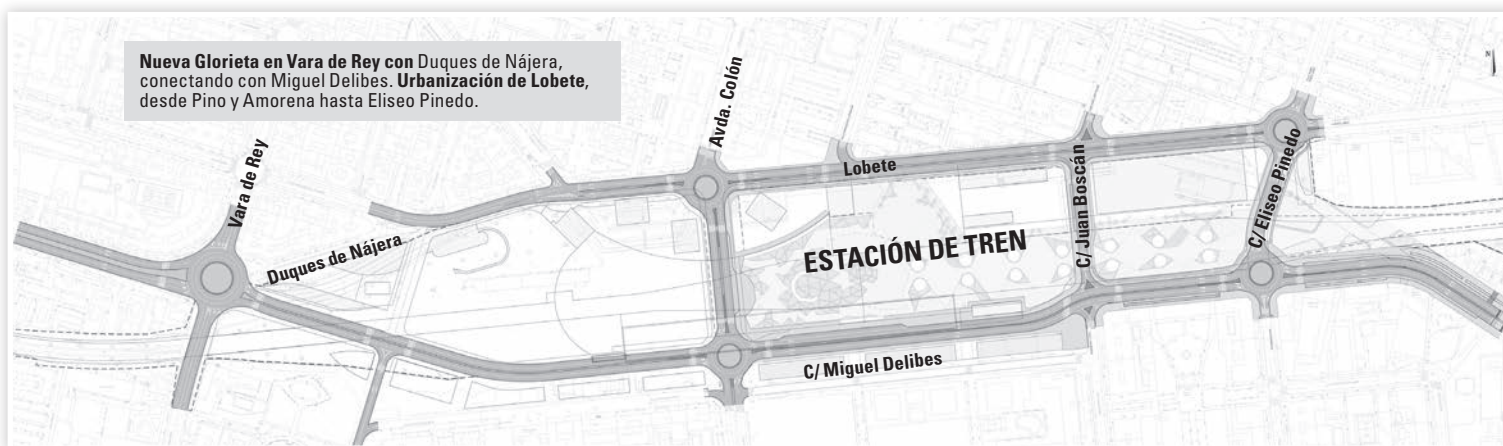 Nueva Glorieta en Vara de Rey con Duques de Nájera,
conectando con Miguel Delibes. Urbanización de Lobete,
desde Pino y Amorena hasta Eliseo Pinedo.
N
Vara de Rey
Duques de Nájera
Avda. Colón
Lobete
ESTACIÓN DE TREN
C/ Juan Boscán
C/ Eliseo Pinedo
C/ Miguel Delibes